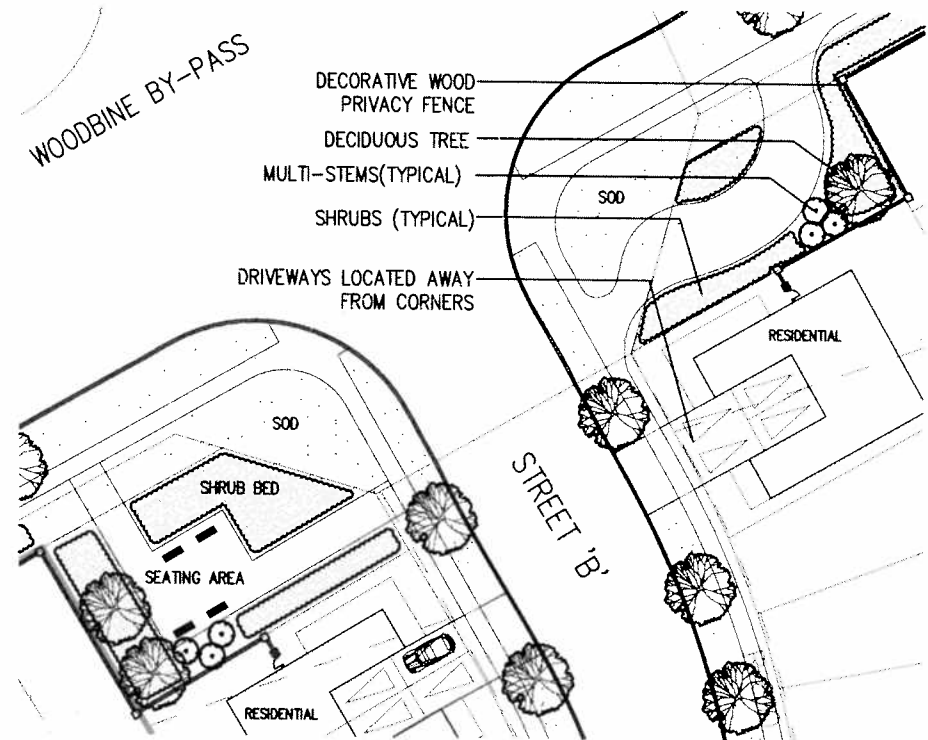 WOODBINE BY-PASS
DECORATIVE WOOD
PRIVACY FENCE
DECIDUOUS TREE
MULTI-STEMS(TYPICAL)
SOD
SHRUBS (TYPICAL)
DRIVEWAYS LOCATED AWAY
FROM CORNERS
RESIDENTIAL
SOD
STREET 'B'
SHRUB BED
SEATING AREA
RESIDENTIAL